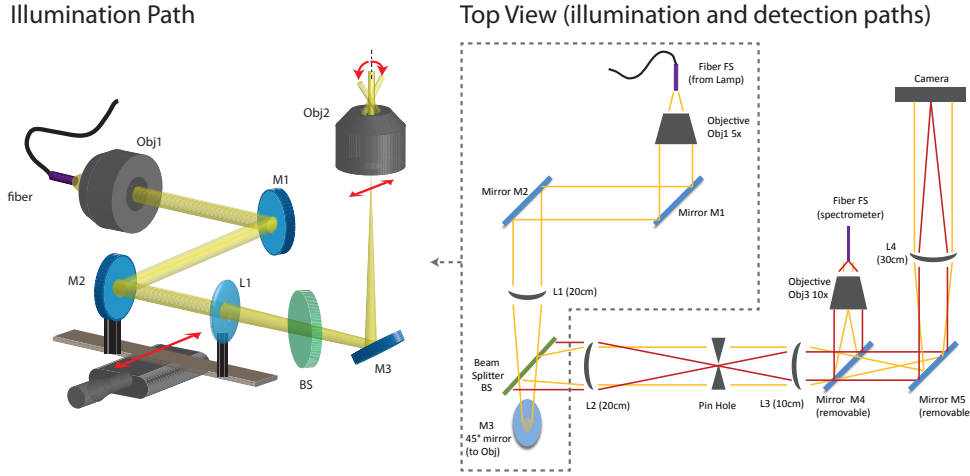 Illumination Path
Top View (illumination and detection paths)
Obj2
Obj1
fiber
M1
M2
L1
BS
M3
Fiber FS
(from Lamp)
Objective
Obj1 5x
Mirror M2
Mirror M1
L1 (20cm)
Beam
Splitter
BS
M3
45° mirror
(to Obj)
L2 (20cm)
Pin Hole
L3 (10cm)
Camera
Fiber FS
(spectrometer)
L4
(30cm)
Objective
Obj3 10x
Mirror M4
(removable)
Mirror M5
(removable